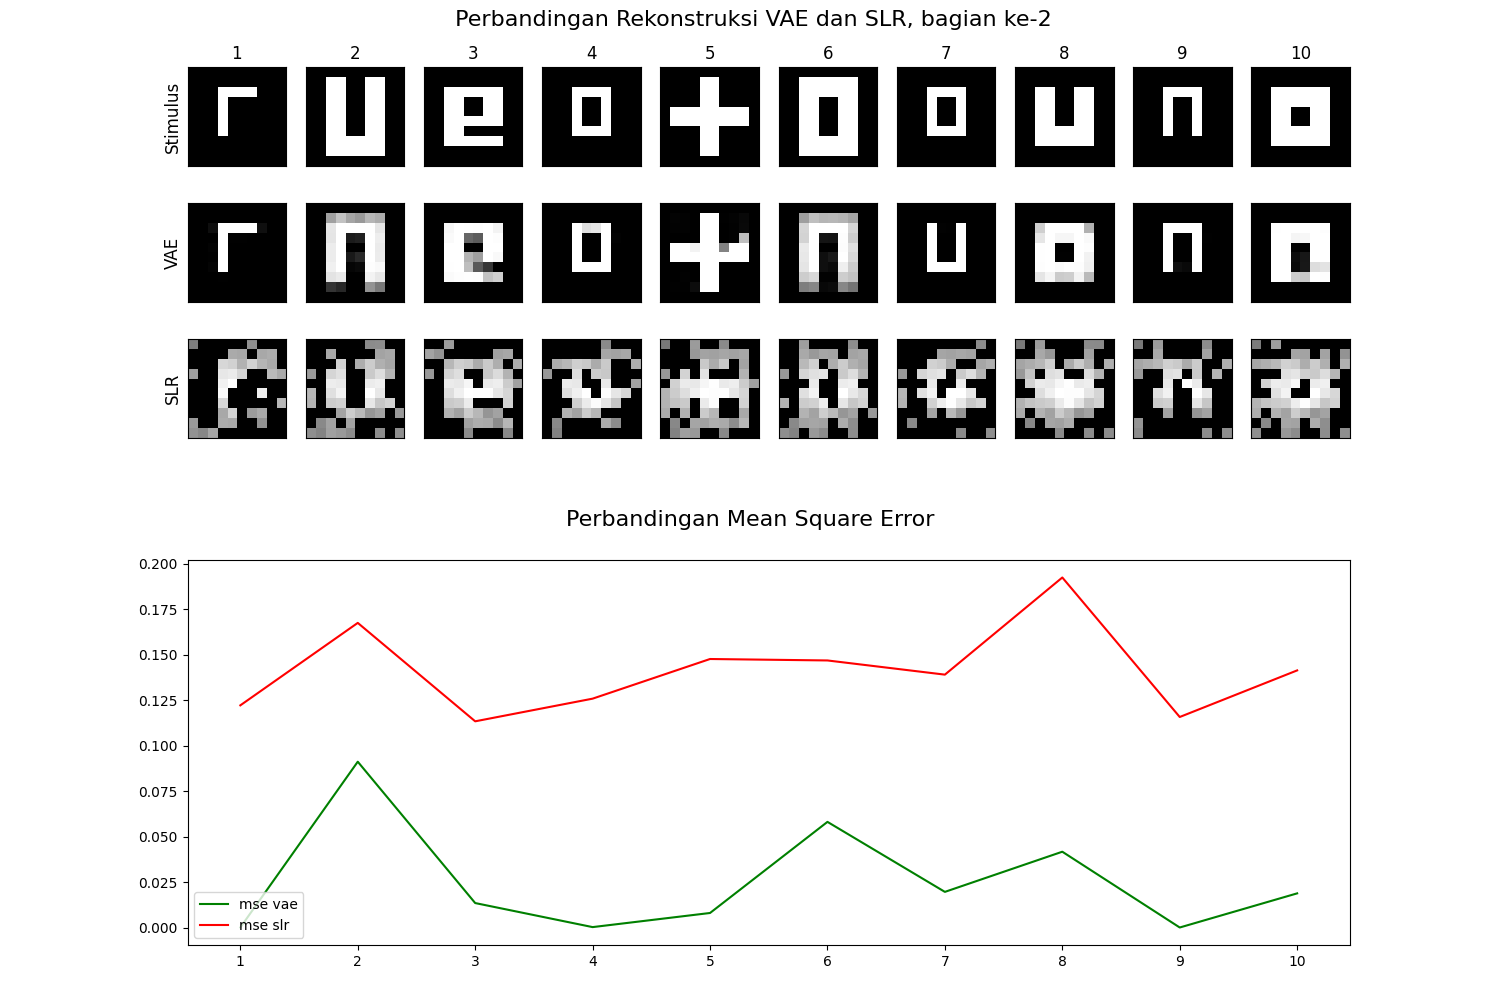 Perbandingan Rekonstruksi VAE dan SLR, bagian ke-2
1 2 3 4 5 6 7 8 9 10
Stimulus
VAE
SLR
Perbandingan Mean Square Error
0.200
0.175
0.150
0.125
0.100
0.075
0.050
0.025
0.000
mse vae
mse slr
1 2 3 4 5 6 7 8 9 10